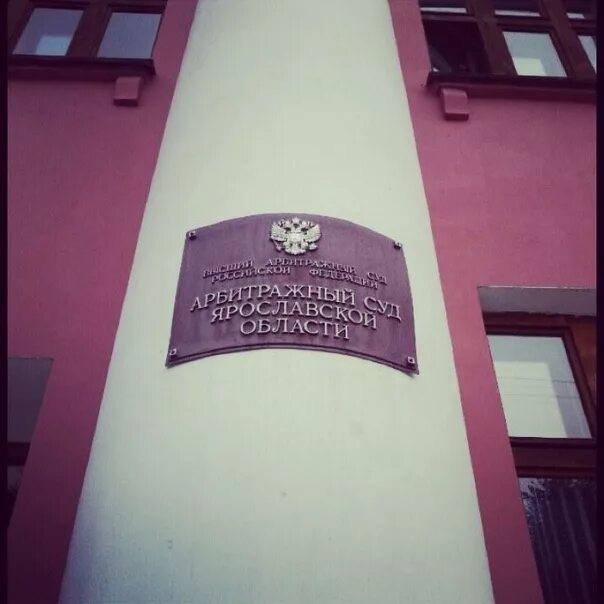 ВЫСШИЙ АРБИТРАЖНЫЙ СУД
РОССИЙСКОЙ ФЕДЕРАЦИИ
АРБИТРАЖНЫЙ СУД
ЯРОСЛАВСКОЙ
ОБЛАСТИ